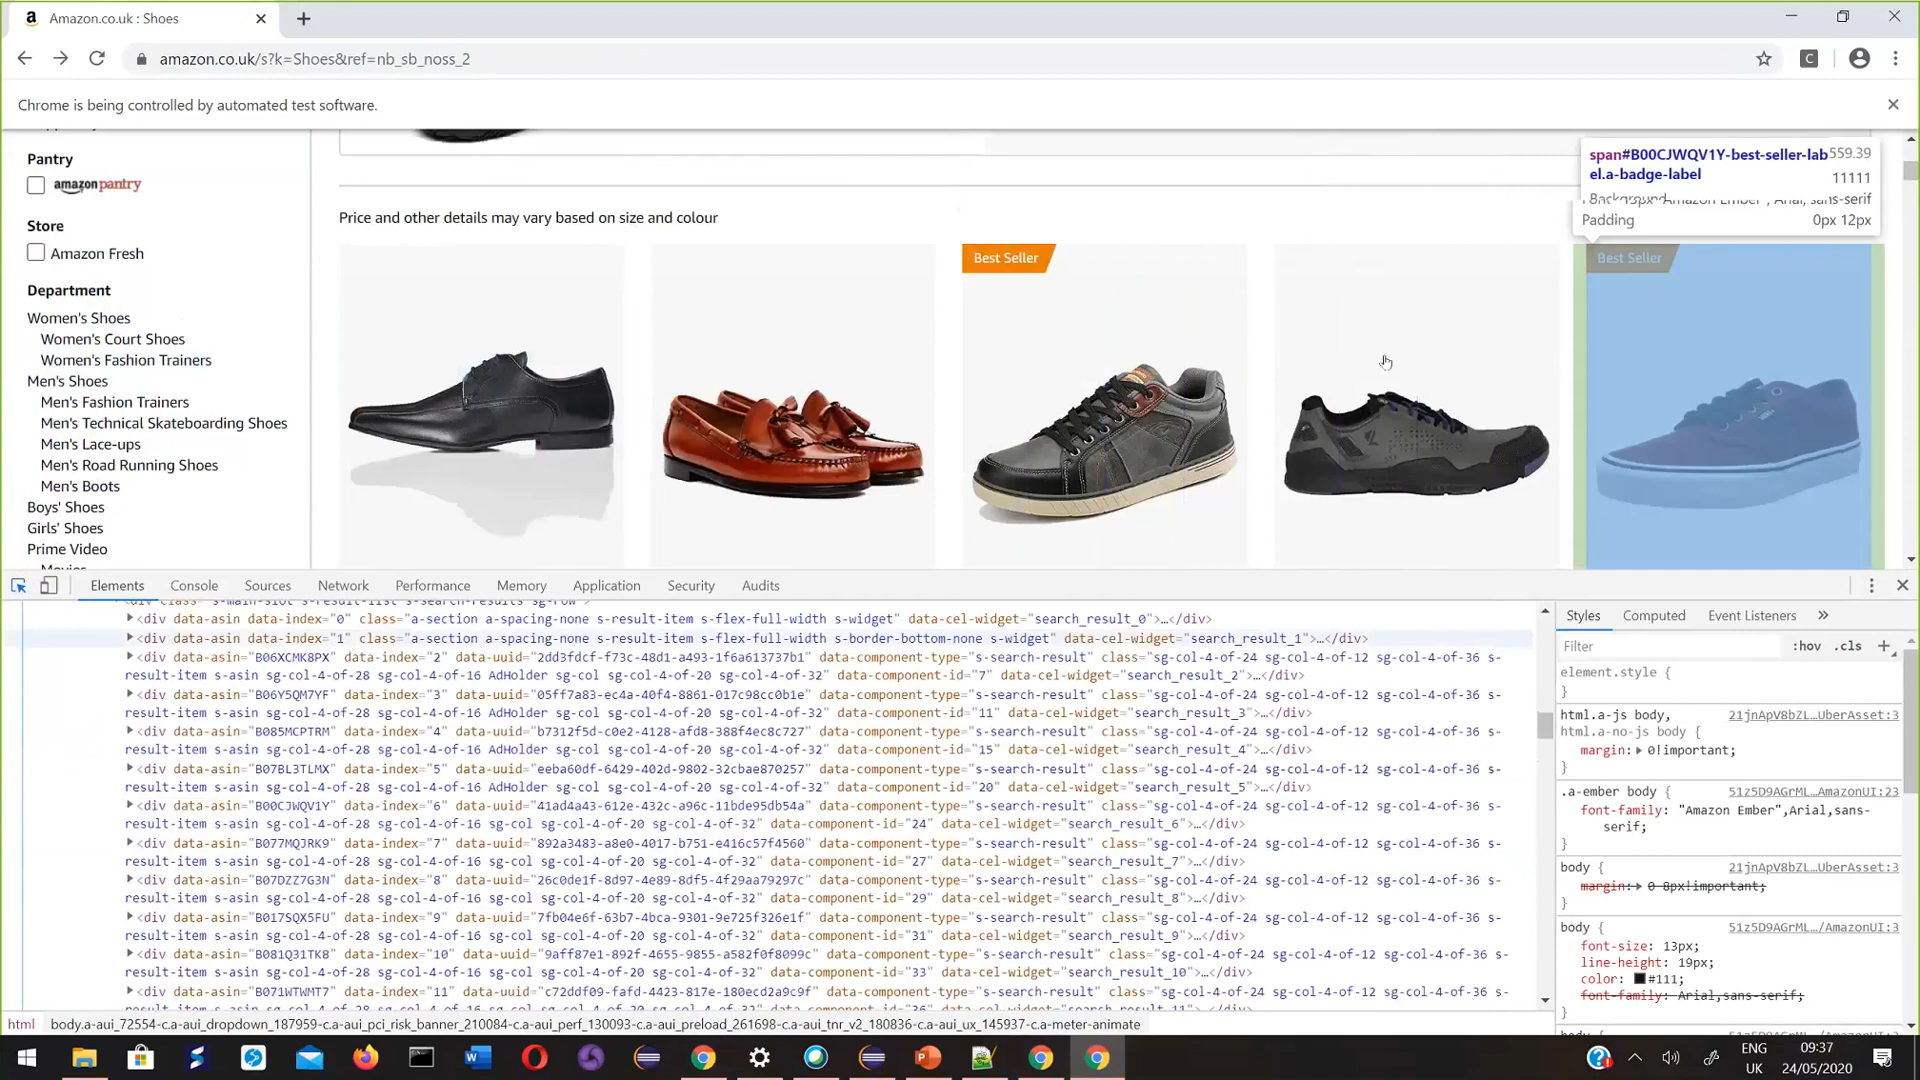 Amazon.co.uk : Shoes
amazon.co.uk/s?k=Shoes&ref=nb_sb_noss_2
C
Chrome is being controlled by automated test software.
Pantry
amazonpantry
Store
Amazon Fresh
Department
Women's Shoes
Women's Court Shoes
Women's Fashion Trainers
Men's Shoes
Men's Fashion Trainers
Men's Technical Skateboarding Shoes
Men's Lace-ups
Men's Road Running Shoes
Men's Boots
Boys' Shoes
Girls' Shoes
Prime Video
Price and other details may vary based on size and colour
Best Seller
Best Seller
span#B00CJWQV1Y-best-seller-lab 559.39
el.a-badge-label 11111
Padding 0px 12px
Elements Console Sources Network Performance Memory Application Security Audits
<div class="s-main-slot s-result-list s-search-results sg-row">
<div data-asin data-index="0" class="a-section a-spacing-none s-result-item s-flex-full-width s-widget" data-cel-widget="search_result_0">…</div>
<div data-asin data-index="1" class="a-section a-spacing-none s-result-item s-flex-full-width s-border-bottom-none s-widget" data-cel-widget="search_result_1">…</div>
<div data-asin="B06XCMK8PX" data-index="2" data-uuid="2dd3fdcf-f73c-48d1-a493-1f6a613737b1" data-component-type="s-search-result" class="sg-col-4-of-24 sg-col-4-of-12 sg-col-4-of-36 s-
result-item s-asin sg-col-4-of-28 sg-col-4-of-16 AdHolder sg-col sg-col-4-of-20 sg-col-4-of-32" data-component-id="7" data-cel-widget="search_result_2">…</div>
<div data-asin="B06Y5QM7YF" data-index="3" data-uuid="05ff7a83-ec4a-40f4-8861-017c98cc0b1e" data-component-type="s-search-result" class="sg-col-4-of-24 sg-col-4-of-12 sg-col-4-of-36 s-
result-item s-asin sg-col-4-of-28 sg-col-4-of-16 AdHolder sg-col sg-col-4-of-20 sg-col-4-of-32" data-component-id="11" data-cel-widget="search_result_3">…</div>
<div data-asin="B085MCPTRM" data-index="4" data-uuid="b7312f5d-c0e2-4128-afd8-388f4ec8c727" data-component-type="s-search-result" class="sg-col-4-of-24 sg-col-4-of-12 sg-col-4-of-36 s-
result-item s-asin sg-col-4-of-28 sg-col-4-of-16 AdHolder sg-col sg-col-4-of-20 sg-col-4-of-32" data-component-id="15" data-cel-widget="search_result_4">…</div>
<div data-asin="B07BL3TLMX" data-index="5" data-uuid="eeba60df-6429-402d-9802-32cbae870257" data-component-type="s-search-result" class="sg-col-4-of-24 sg-col-4-of-12 sg-col-4-of-36 s-
result-item s-asin sg-col-4-of-28 sg-col-4-of-16 AdHolder sg-col sg-col-4-of-20 sg-col-4-of-32" data-component-id="20" data-cel-widget="search_result_5">…</div>
<div data-asin="B00CJWQV1Y" data-index="6" data-uuid="41ad4a43-612e-432c-a96c-11bde95db54a" data-component-type="s-search-result" class="sg-col-4-of-24 sg-col-4-of-12 sg-col-4-of-36 s-
result-item s-asin sg-col-4-of-28 sg-col-4-of-16 sg-col sg-col-4-of-20 sg-col-4-of-32" data-component-id="24" data-cel-widget="search_result_6">…</div>
<div data-asin="B077MQJRK9" data-index="7" data-uuid="892a3483-a8e0-4017-b751-e416c57f4560" data-component-type="s-search-result" class="sg-col-4-of-24 sg-col-4-of-12 sg-col-4-of-36 s-
result-item s-asin sg-col-4-of-28 sg-col-4-of-16 sg-col sg-col-4-of-20 sg-col-4-of-32" data-component-id="27" data-cel-widget="search_result_7">…</div>
<div data-asin="B07DZZ7G3N" data-index="8" data-uuid="26c0de1f-8d97-4e89-8df5-4f29aa79297c" data-component-type="s-search-result" class="sg-col-4-of-24 sg-col-4-of-12 sg-col-4-of-36 s-
result-item s-asin sg-col-4-of-28 sg-col-4-of-16 sg-col sg-col-4-of-20 sg-col-4-of-32" data-component-id="29" data-cel-widget="search_result_8">…</div>
<div data-asin="B017SQX5FU" data-index="9" data-uuid="7fb04e6f-63b7-4bca-9301-9e725f326e1f" data-component-type="s-search-result" class="sg-col-4-of-24 sg-col-4-of-12 sg-col-4-of-36 s-
result-item s-asin sg-col-4-of-28 sg-col-4-of-16 sg-col sg-col-4-of-20 sg-col-4-of-32" data-component-id="31" data-cel-widget="search_result_9">…</div>
<div data-asin="B081Q31TK8" data-index="10" data-uuid="9aff87e1-892f-4655-9855-a582f0f8099c" data-component-type="s-search-result" class="sg-col-4-of-24 sg-col-4-of-12 sg-col-4-of-36 s-
result-item s-asin sg-col-4-of-28 sg-col-4-of-16 sg-col sg-col-4-of-20 sg-col-4-of-32" data-component-id="33" data-cel-widget="search_result_10">…</div>
<div data-asin="B071WTWMT7" data-index="11" data-uuid="c72ddf09-fafd-4423-817e-180ecd2a9c9f" data-component-type="s-search-result" class="sg-col-4-of-24 sg-col-4-of-12 sg-col-4-of-36 s-
html body.a-aui_72554-c.a-aui_dropdown_187959-c.a-aui_pci_risk_banner_210084-c.a-aui_perf_130093-c.a-aui_preload_261698-c.a-aui_tnr_v2_180836-c.a-aui_ux_145937-c.a-meter-animate
Styles Computed Event Listeners »
Filter :hov .cls +
element.style {
}
html.a-js body, 21jnApV8bZL…UberAsset:3
html.a-no-js body {
margin: 0!important;
}
.a-ember body { 51z5D9AGrML…AmazonUI:23
font-family: "Amazon Ember",Arial,sans-
serif;
}
body { 21jnApV8bZL…UberAsset:3
margin: 0 8px!important;
}
body { 51z5D9AGrML…/AmazonUI:3
font-size: 13px;
line-height: 19px;
color: #111;
font-family: Arial,sans-serif;
}
ENG
UK
09:37
24/05/2020